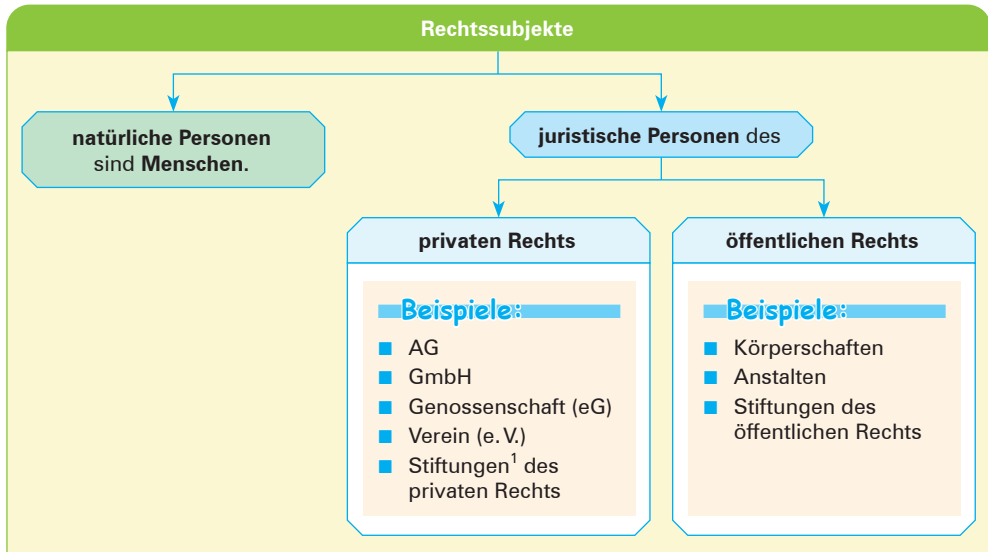 Rechtssubjekte
natürliche Personen
sind Menschen.
juristische Personen des
privaten Rechts
Beispiele:
AG
GmbH
Genossenschaft (eG)
Verein (e. V.)
Stiftungen¹ des
privaten Rechts
öffentlichen Rechts
Beispiele:
Körperschaften
Anstalten
Stiftungen des
öffentlichen Rechts